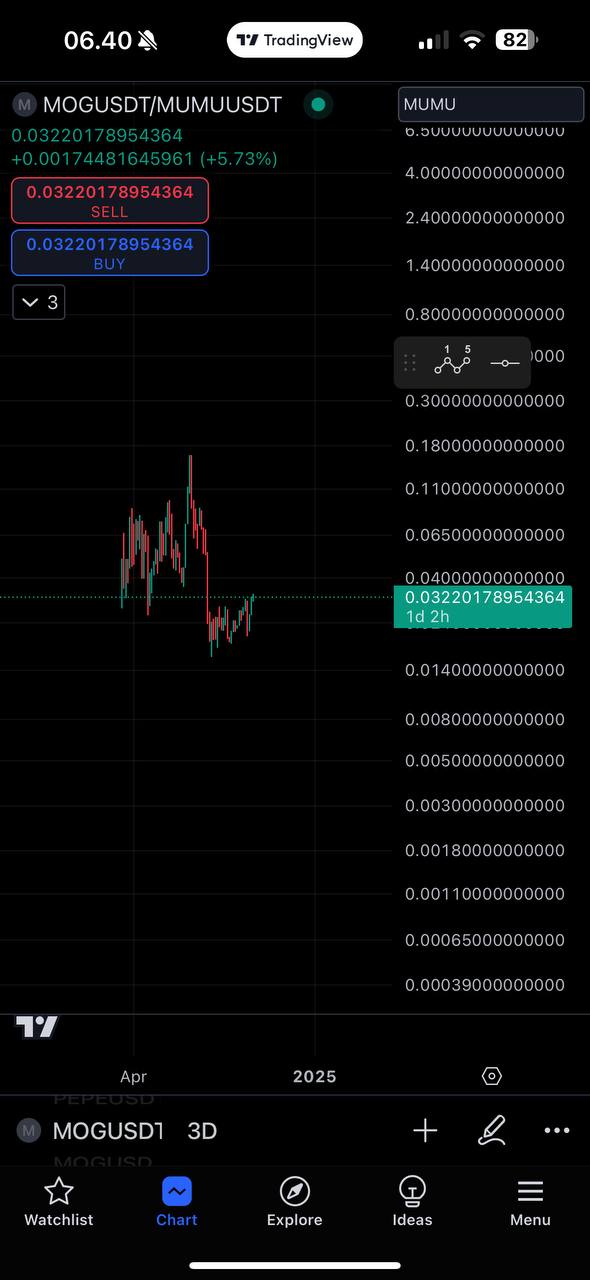 06.40
TradingView
82
MOGUSDT/MUMUUSDT
MUMU
0.03220178954364
+0.00174481645961 (+5.73%)
0.03220178954364
SELL
0.03220178954364
BUY
3
6.50000000000000
4.00000000000000
2.40000000000000
1.40000000000000
0.80000000000000
1 5
0.30000000000000
0.18000000000000
0.11000000000000
0.06500000000000
0.04000000000000
0.03220178954364
1d 2h
0.01400000000000
0.00800000000000
0.00500000000000
0.00300000000000
0.00180000000000
0.00110000000000
0.00065000000000
0.00039000000000
Apr 2025
PEPEUSD
M MOGUSDT 3D
MOGUSD
Watchlist Chart Explore Ideas Menu